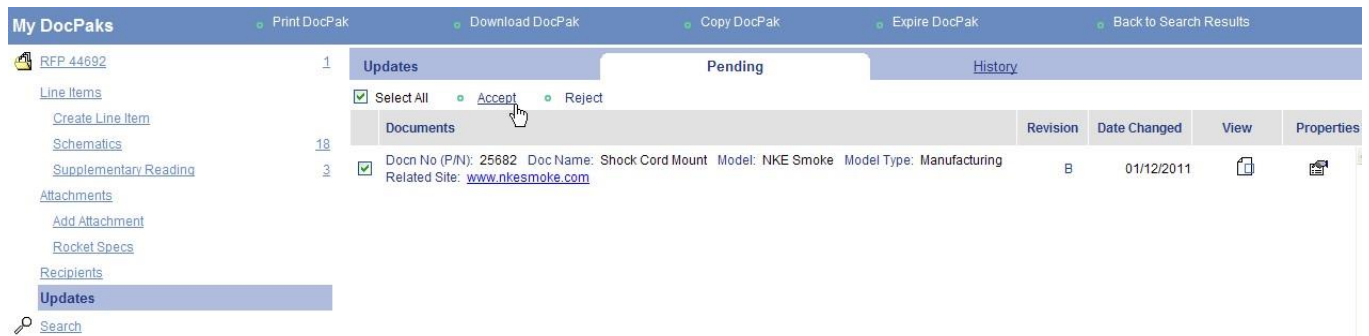 My DocPaks
Print DocPak
Download DocPak
Copy DocPak
Expire DocPak
Back to Search Results
RFP 44692 1
Line Items
Create Line Item
Schematics 18
Supplementary Reading 3
Attachments
Add Attachment
Rocket Specs
Recipients
Updates
Search
Updates Pending History
Select All Accept Reject
Documents Revision Date Changed View Properties
Docn No (P/N): 25682 Doc Name: Shock Cord Mount Model: NKE Smoke Model Type: Manufacturing
Related Site: www.nkesmoke.com B 01/12/2011